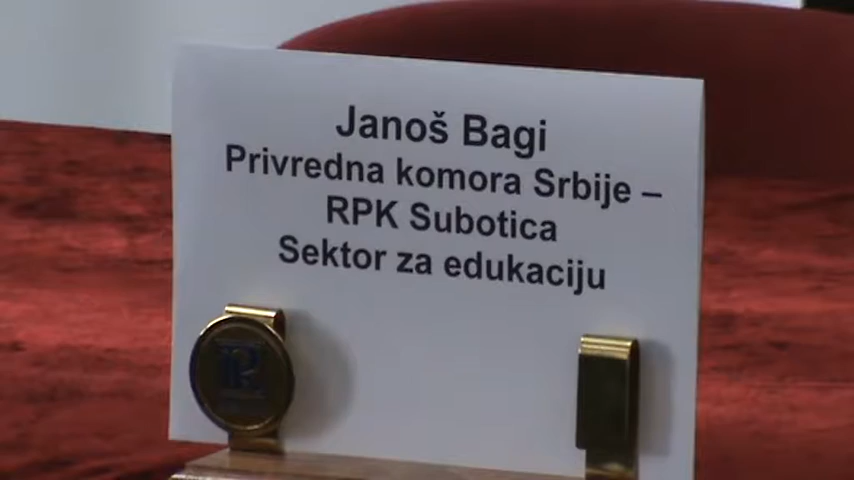 Janoš Bagi
Privredna komora Srbije –
RPK Subotica
Sektor za edukaciju